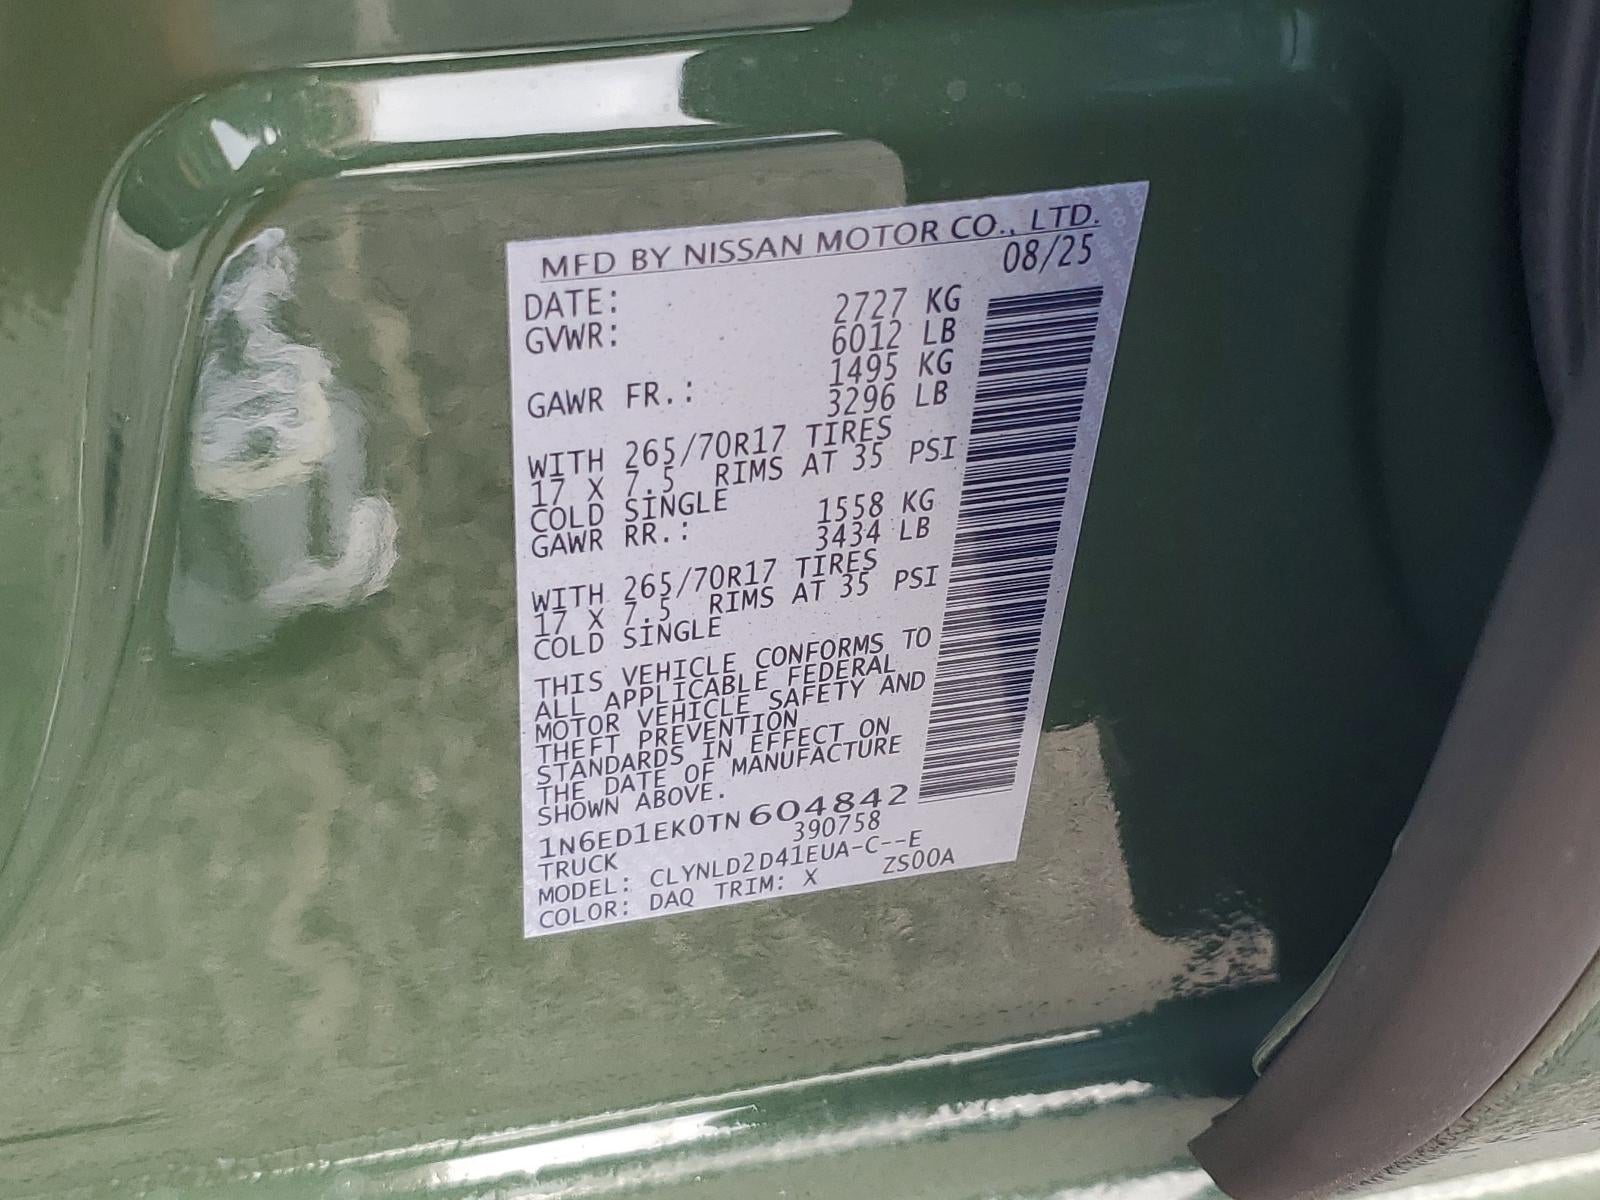 MFD BY NISSAN MOTOR CO., LTD.
DATE: 08/25
GVWR: 2727 KG
6012 LB
GAWR FR.: 1495 KG
3296 LB
WITH 265/70R17 TIRES
17 X 7.5 RIMS AT 35 PSI
COLD SINGLE
GAWR RR.: 1558 KG
3434 LB
WITH 265/70R17 TIRES
17 X 7.5 RIMS AT 35 PSI
COLD SINGLE
THIS VEHICLE CONFORMS TO
ALL APPLICABLE FEDERAL
MOTOR VEHICLE SAFETY AND
THEFT PREVENTION
STANDARDS IN EFFECT ON
THE DATE OF MANUFACTURE
SHOWN ABOVE.
1N6ED1EK0TN604842
TRUCK 390758
MODEL: CLYNLD2D41EUA-C--E
COLOR: DAQ TRIM: X ZS00A